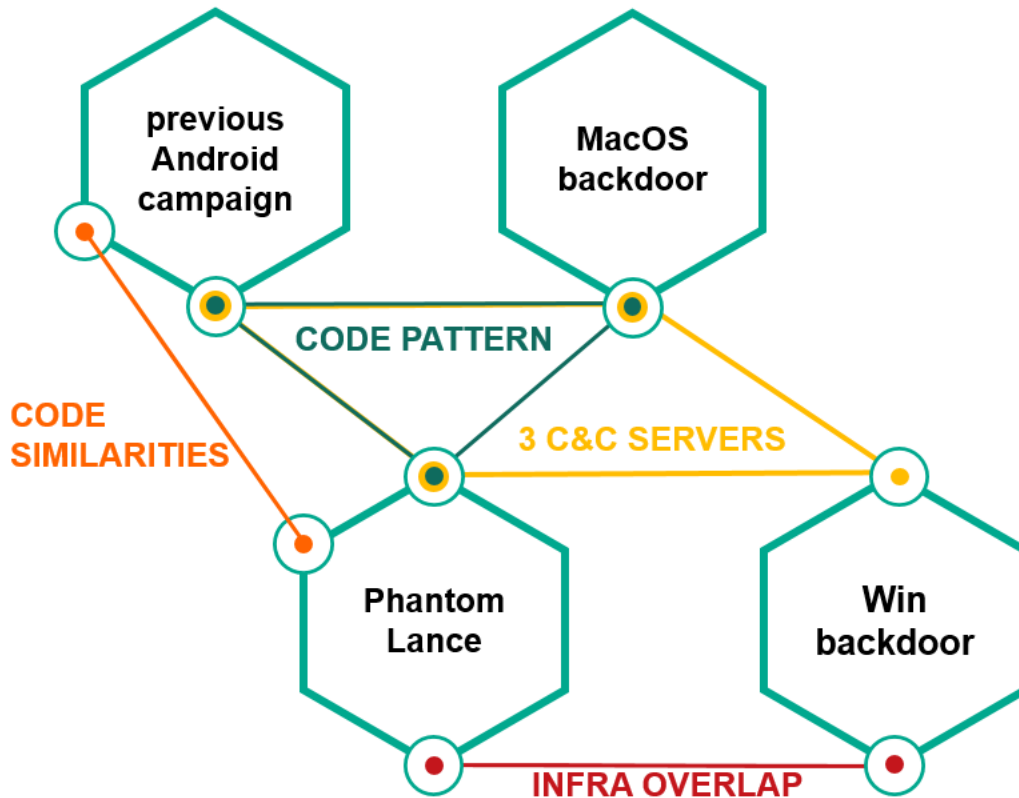 previous
Android
campaign
MacOS
backdoor
CODE PATTERN
CODE
SIMILARITIES
3 C&C SERVERS
Phantom
Lance
Win
backdoor
INFRA OVERLAP